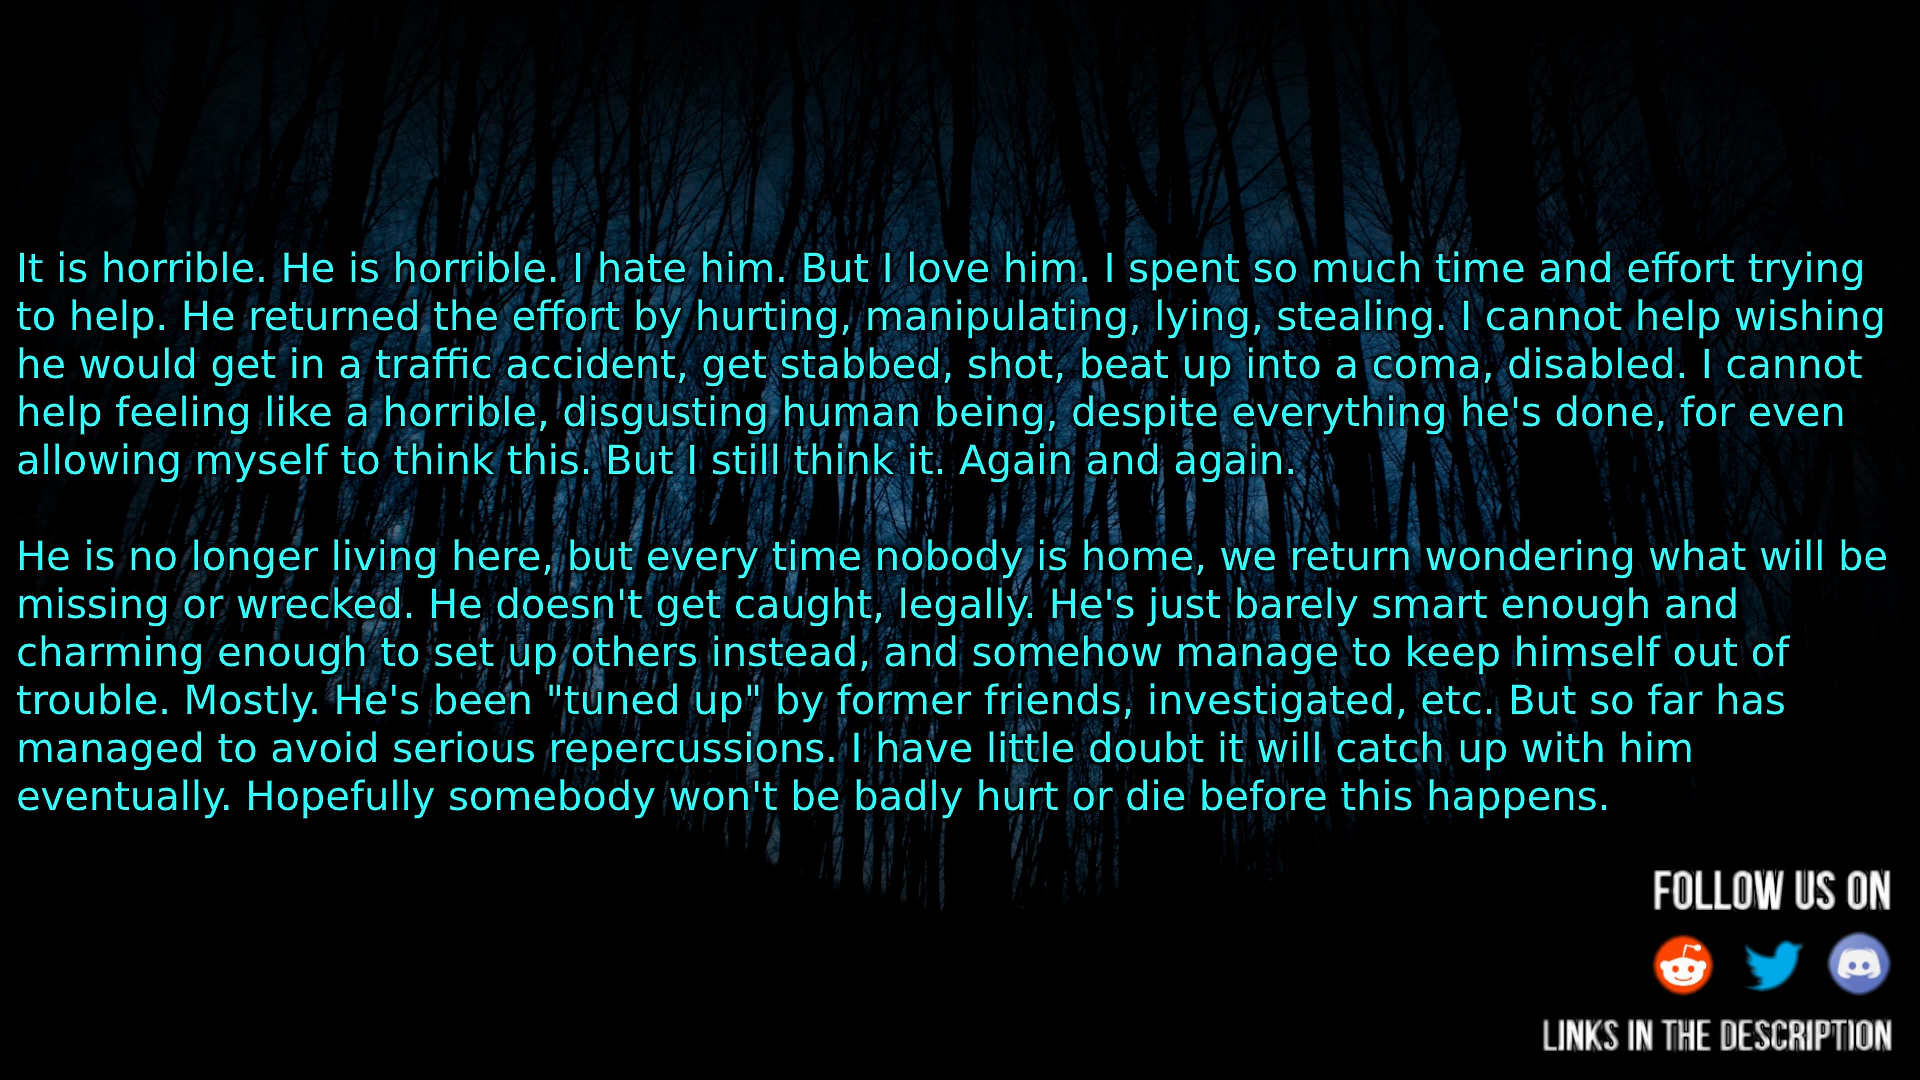 It is horrible. He is horrible. I hate him. But I love him. I spent so much time and effort trying
to help. He returned the effort by hurting, manipulating, lying, stealing. I cannot help wishing
he would get in a traffic accident, get stabbed, shot, beat up into a coma, disabled. I cannot
help feeling like a horrible, disgusting human being, despite everything he's done, for even
allowing myself to think this. But I still think it. Again and again.
He is no longer living here, but every time nobody is home, we return wondering what will be
missing or wrecked. He doesn't get caught, legally. He's just barely smart enough and
charming enough to set up others instead, and somehow manage to keep himself out of
trouble. Mostly. He's been "tuned up" by former friends, investigated, etc. But so far has
managed to avoid serious repercussions. I have little doubt it will catch up with him
eventually. Hopefully somebody won't be badly hurt or die before this happens.
FOLLOW US ON
LINKS IN THE DESCRIPTION